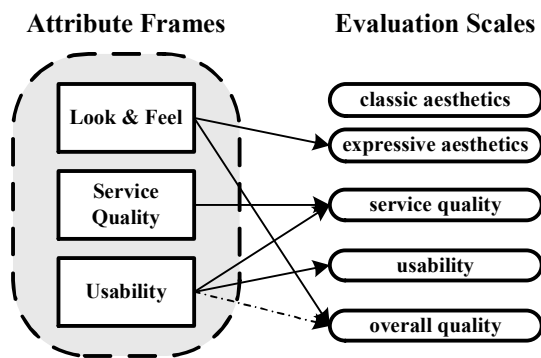 Attribute Frames
Evaluation Scales
Look & Feel
Service
Quality
Usability
classic aesthetics
expressive aesthetics
service quality
usability
overall quality